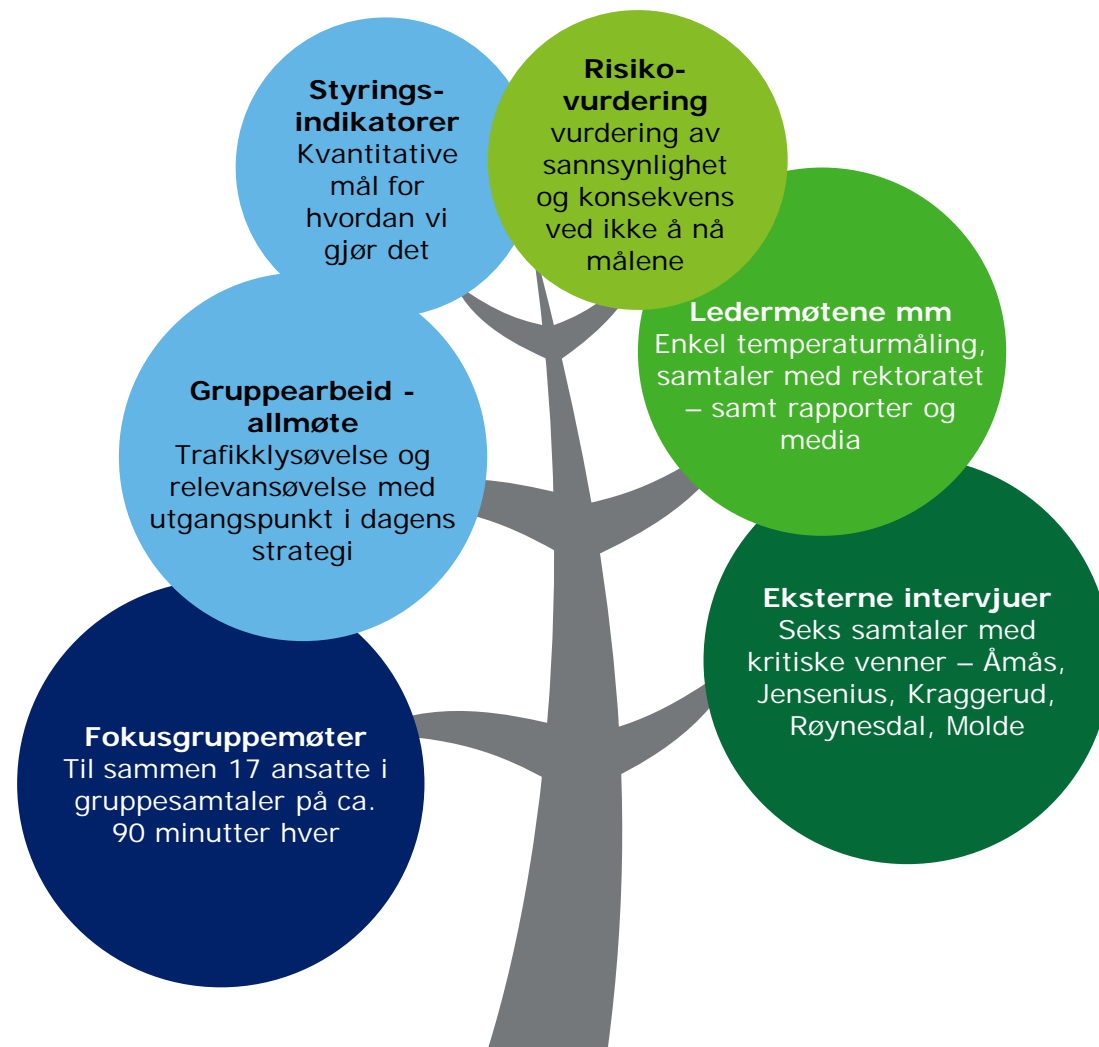 Styrings-
indikatorer
Kvantitative
mål for
hvordan vi
gjør det
Risiko-
vurdering
vurdering av
sannsynlighet
og konsekvens
ved ikke å nå
målene
Ledermøtene mm
Enkel temperaturmåling,
samtaler med rektoratet
– samt rapporter og
media
Gruppearbeid -
allmøte
Trafikklysøvelse og
relevansøvelse med
utgangspunkt i dagens
strategi
Eksterne intervjuer
Seks samtaler med
kritiske venner – Åmås,
Jensenius, Kraggerud,
Røynesdal, Molde
Fokusgruppemøter
Til sammen 17 ansatte i
gruppesamtaler på ca.
90 minutter hver